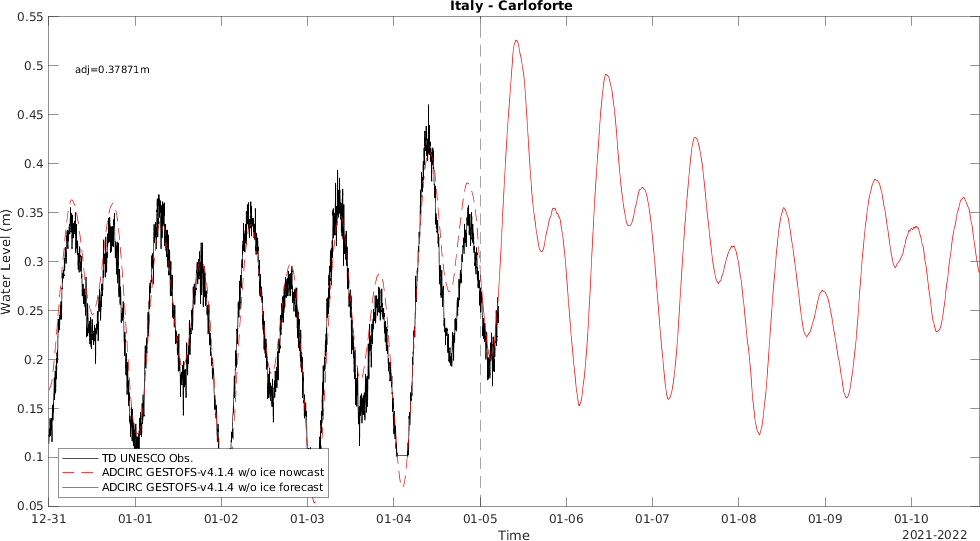 Italy - Carloforte
0.55
0.5
0.45
0.4
0.35
0.3
0.25
0.2
0.15
0.1
0.05
Water Level (m)
adj=0.37871m
TD UNESCO Obs.
ADCIRC GESTOFS-v4.1.4 w/o ice nowcast
ADCIRC GESTOFS-v4.1.4 w/o ice forecast
12-31 01-01 01-02 01-03 01-04 01-05 01-06 01-07 01-08 01-09 01-10
Time
2021-2022